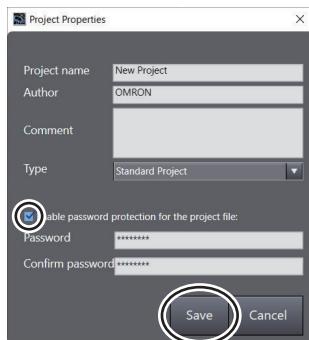 Project Properties
Project name New Project
Author OMRON
Comment
Type Standard Project
able password protection for the project file:
Password ********
Confirm password ********
Save Cancel